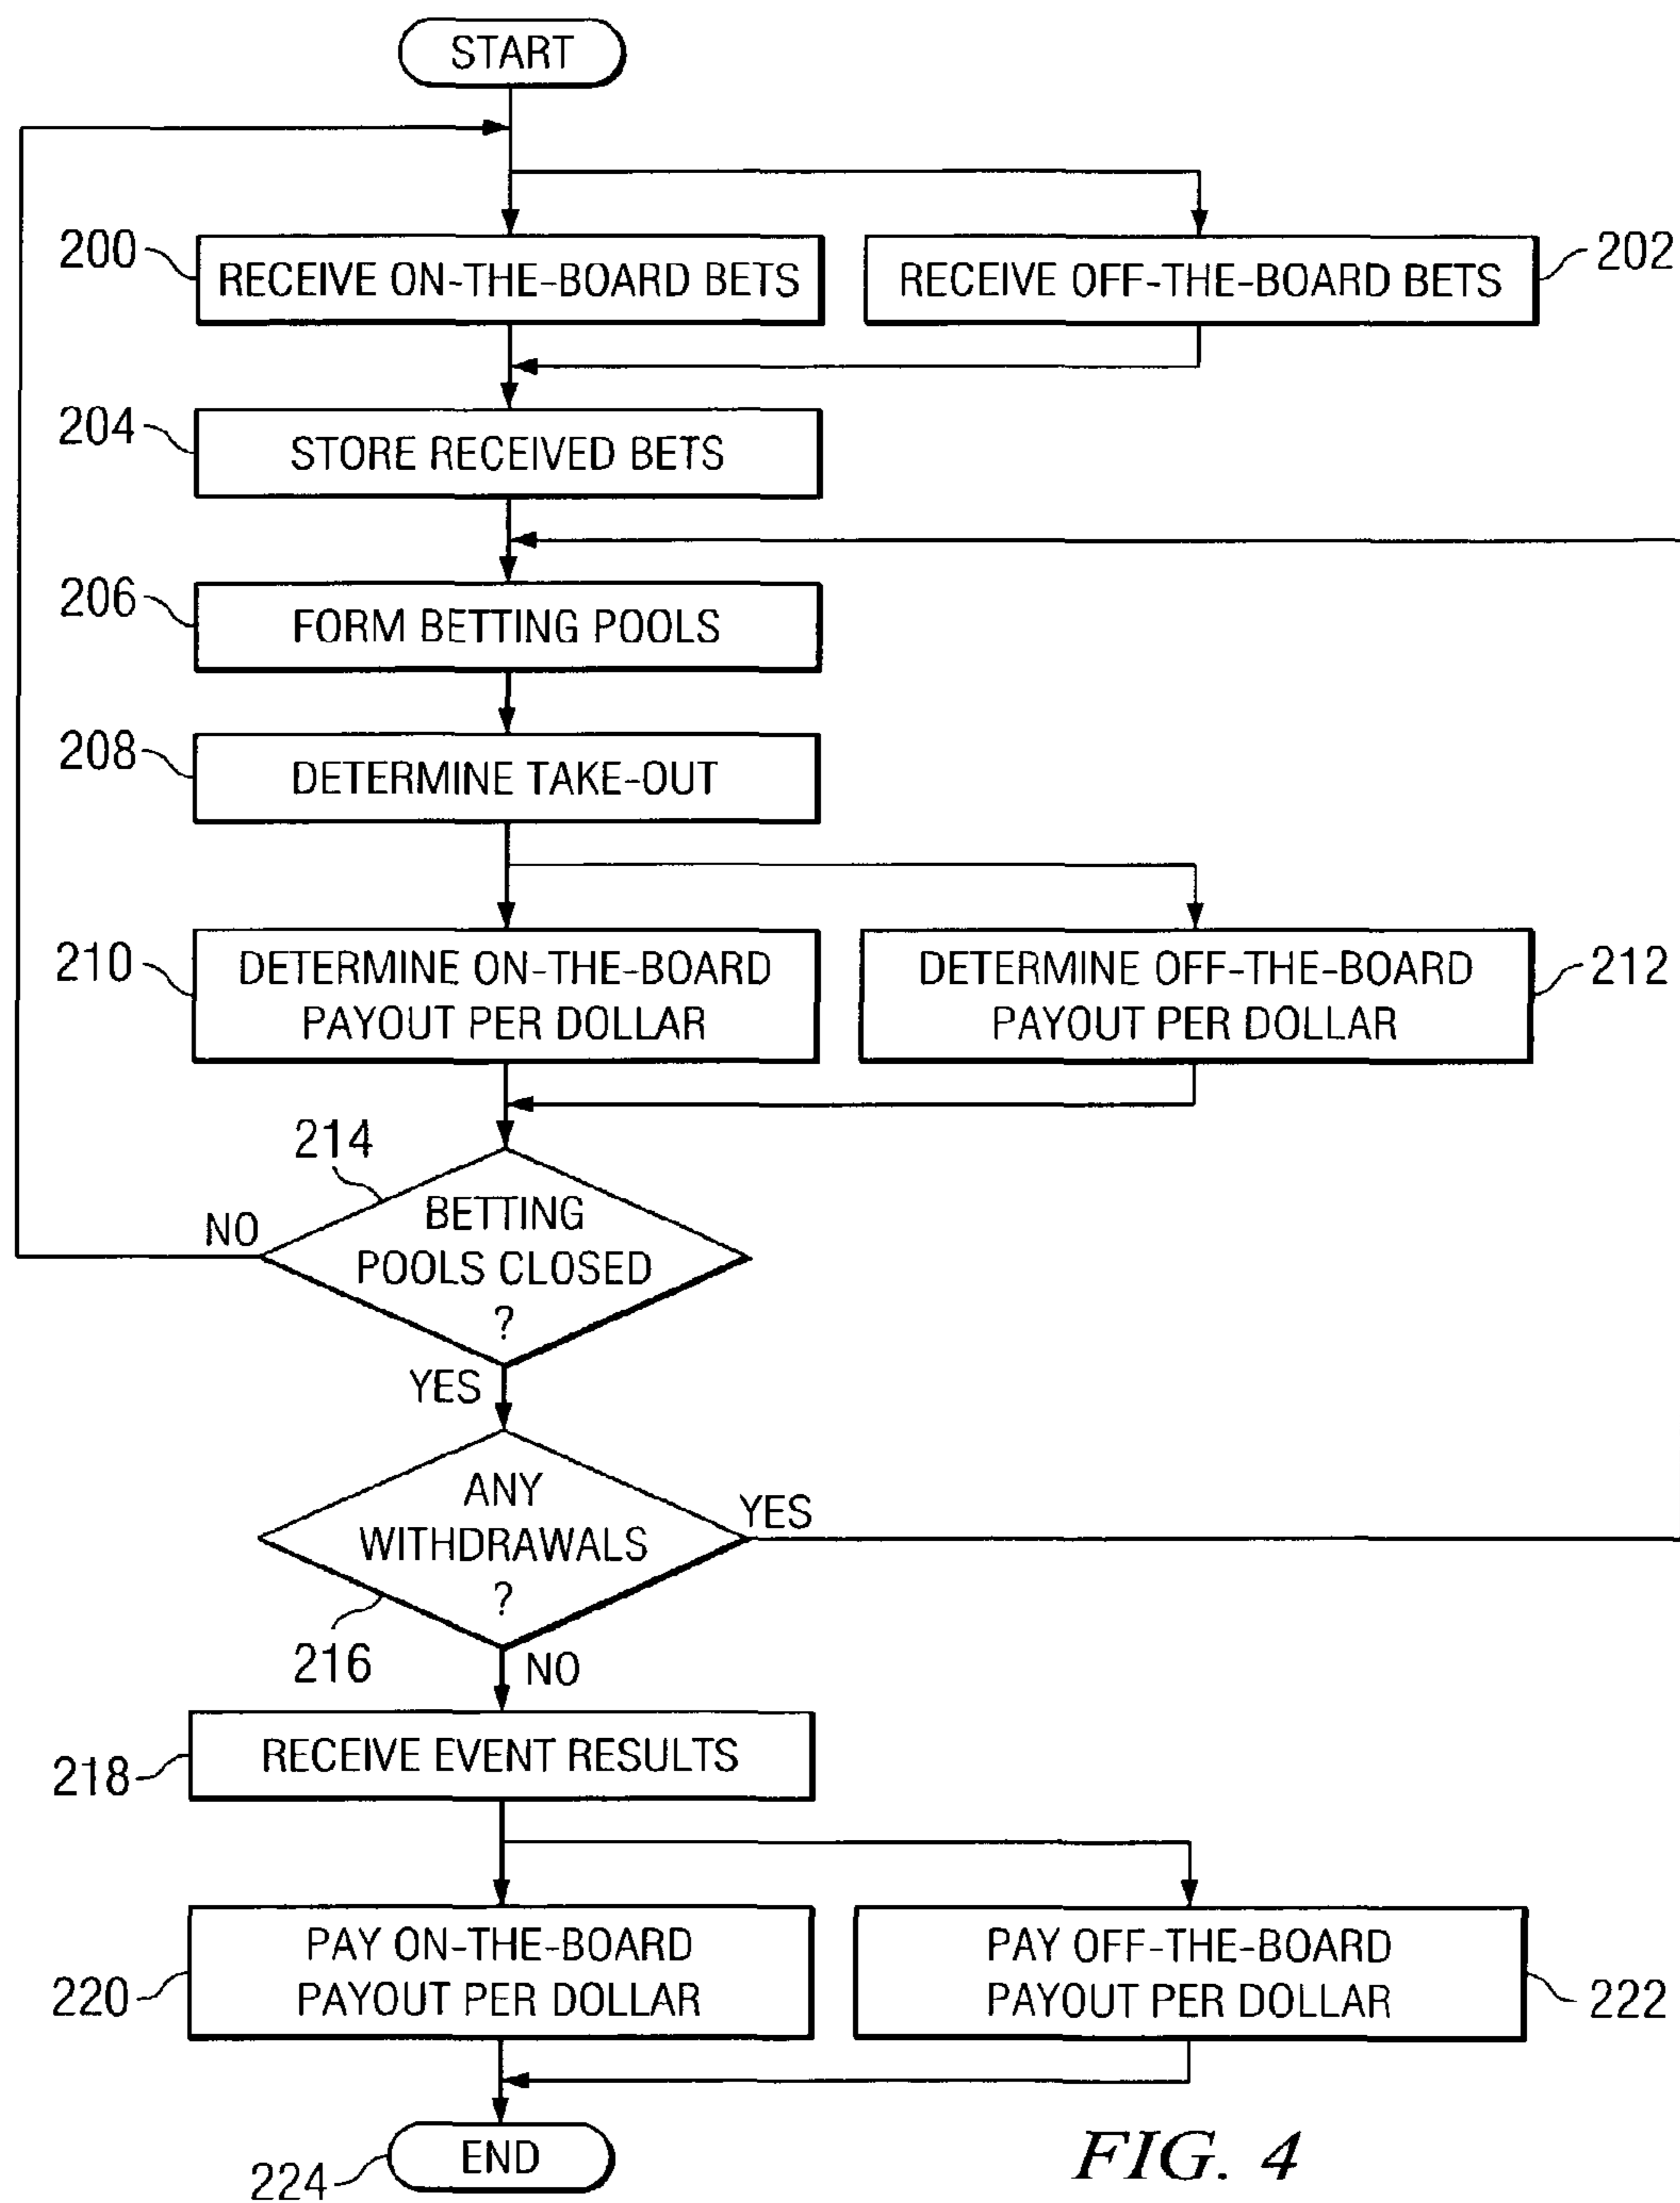 START
200
RECEIVE ON-THE-BOARD BETS
RECEIVE OFF-THE-BOARD BETS
202
204
STORE RECEIVED BETS
206
FORM BETTING POOLS
208
DETERMINE TAKE-OUT
210
DETERMINE ON-THE-BOARD
PAYOUT PER DOLLAR
DETERMINE OFF-THE-BOARD
PAYOUT PER DOLLAR
212
214
BETTING
POOLS CLOSED
?
NO
YES
ANY
WITHDRAWALS
?
YES
216
NO
218
RECEIVE EVENT RESULTS
220
PAY ON-THE-BOARD
PAYOUT PER DOLLAR
PAY OFF-THE-BOARD
PAYOUT PER DOLLAR
222
END
224
FIG. 4